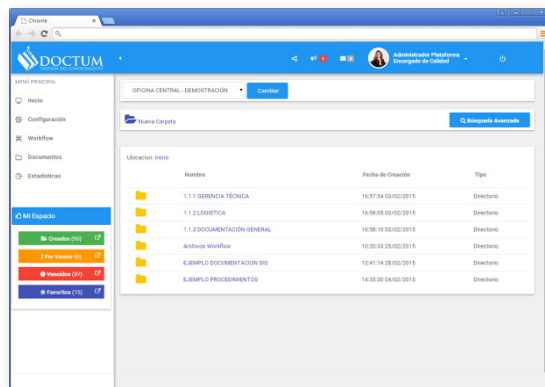 Chrome
DOCTUM
GESTIÓN DEL CONOCIMIENTO
Administrador Plataforma
Encargado de Calidad
MENÚ PRINCIPAL
Inicio
Configuración
Workflow
Documentos
Estadísticas
Mi Espacio
Creados (95)
Por Vencer (0)
Vencidos (37)
Favoritos (15)
OFICINA CENTRAL - DEMOSTRACIÓN
Cambiar
Nueva Carpeta
Búsqueda Avanzada
Ubicacion: Inicio
Nombre Fecha de Creación Tipo
1.1.1 GERENCIA TÉCNICA 16:57:54 03/02/2015 Directorio
1.1.2 LOGISTICA 16:58:05 03/02/2015 Directorio
1.1.3 DOCUMENTACIÓN GENERAL 16:58:10 03/02/2015 Directorio
Archivos Workflow 10:20:33 25/02/2015 Directorio
EJEMPLO DOCUMENTACION SIG 12:41:14 26/02/2015 Directorio
EJEMPLO PROCEDIMIENTOS 14:35:30 04/02/2015 Directorio